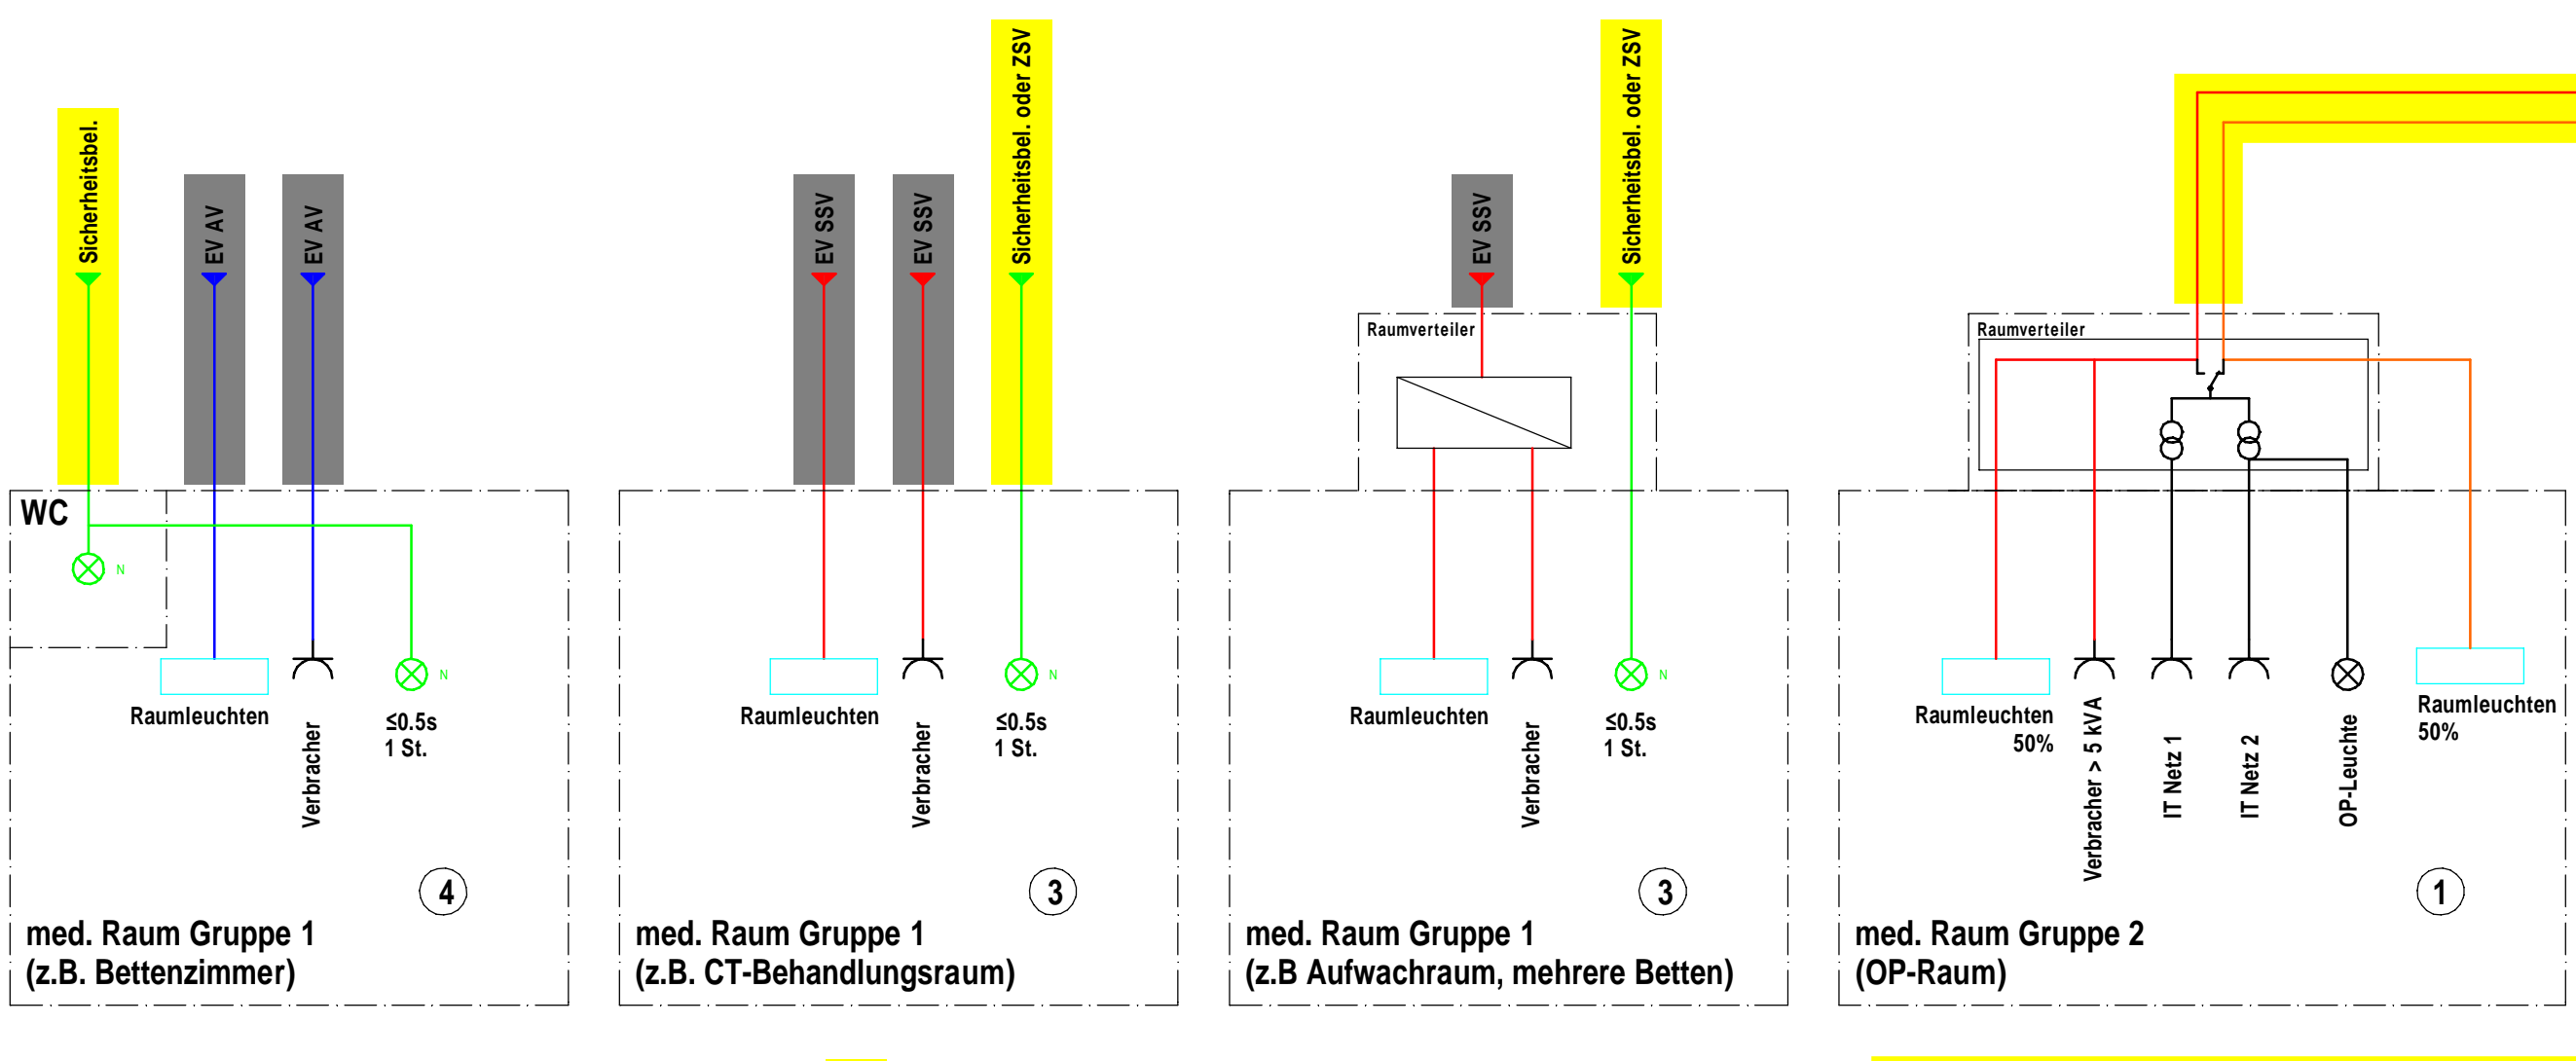 Sicherheitsbel.
EV AV
EV AV
WC
N
N
Raumleuchten
Verbracher
≤0.5s
1 St.
4
med. Raum Gruppe 1
(z.B. Bettenzimmer)
EV SSV
EV SSV
Sicherheitsbel. oder ZSV
N
Raumleuchten
Verbracher
≤0.5s
1 St.
3
med. Raum Gruppe 1
(z.B. CT-Behandlungsraum)
EV SSV
Sicherheitsbel. oder ZSV
Raumverteiler
N
Raumleuchten
Verbracher
≤0.5s
1 St.
3
med. Raum Gruppe 1
(z.B Aufwachraum, mehrere Betten)
Raumverteiler
Raumleuchten
50%
Verbracher > 5 kVA
IT Netz 1
IT Netz 2
OP-Leuchte
Raumleuchten
50%
1
med. Raum Gruppe 2
(OP-Raum)